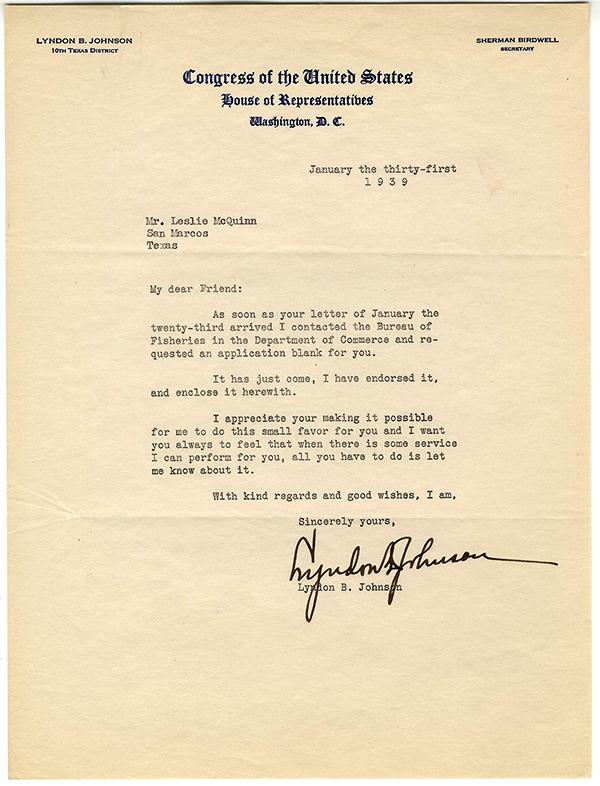 LYNDON B. JOHNSON
10TH TEXAS DISTRICT
SHERMAN BIRDWELL
SECRETARY
Congress of the United States
House of Representatives
Washington, D. C.
January the thirty-first
1 9 3 9
Mr. Leslie McQuinn
San Marcos
Texas
My dear Friend:
As soon as your letter of January the
twenty-third arrived I contacted the Bureau of
Fisheries in the Department of Commerce and re-
quested an application blank for you.
It has just come, I have endorsed it,
and enclose it herewith.
I appreciate your making it possible
for me to do this small favor for you and I want
you always to feel that when there is some service
I can perform for you, all you have to do is let
me know about it.
With kind regards and good wishes, I am,
Sincerely yours,
Lyndon B Johnson
Lyndon B. Johnson